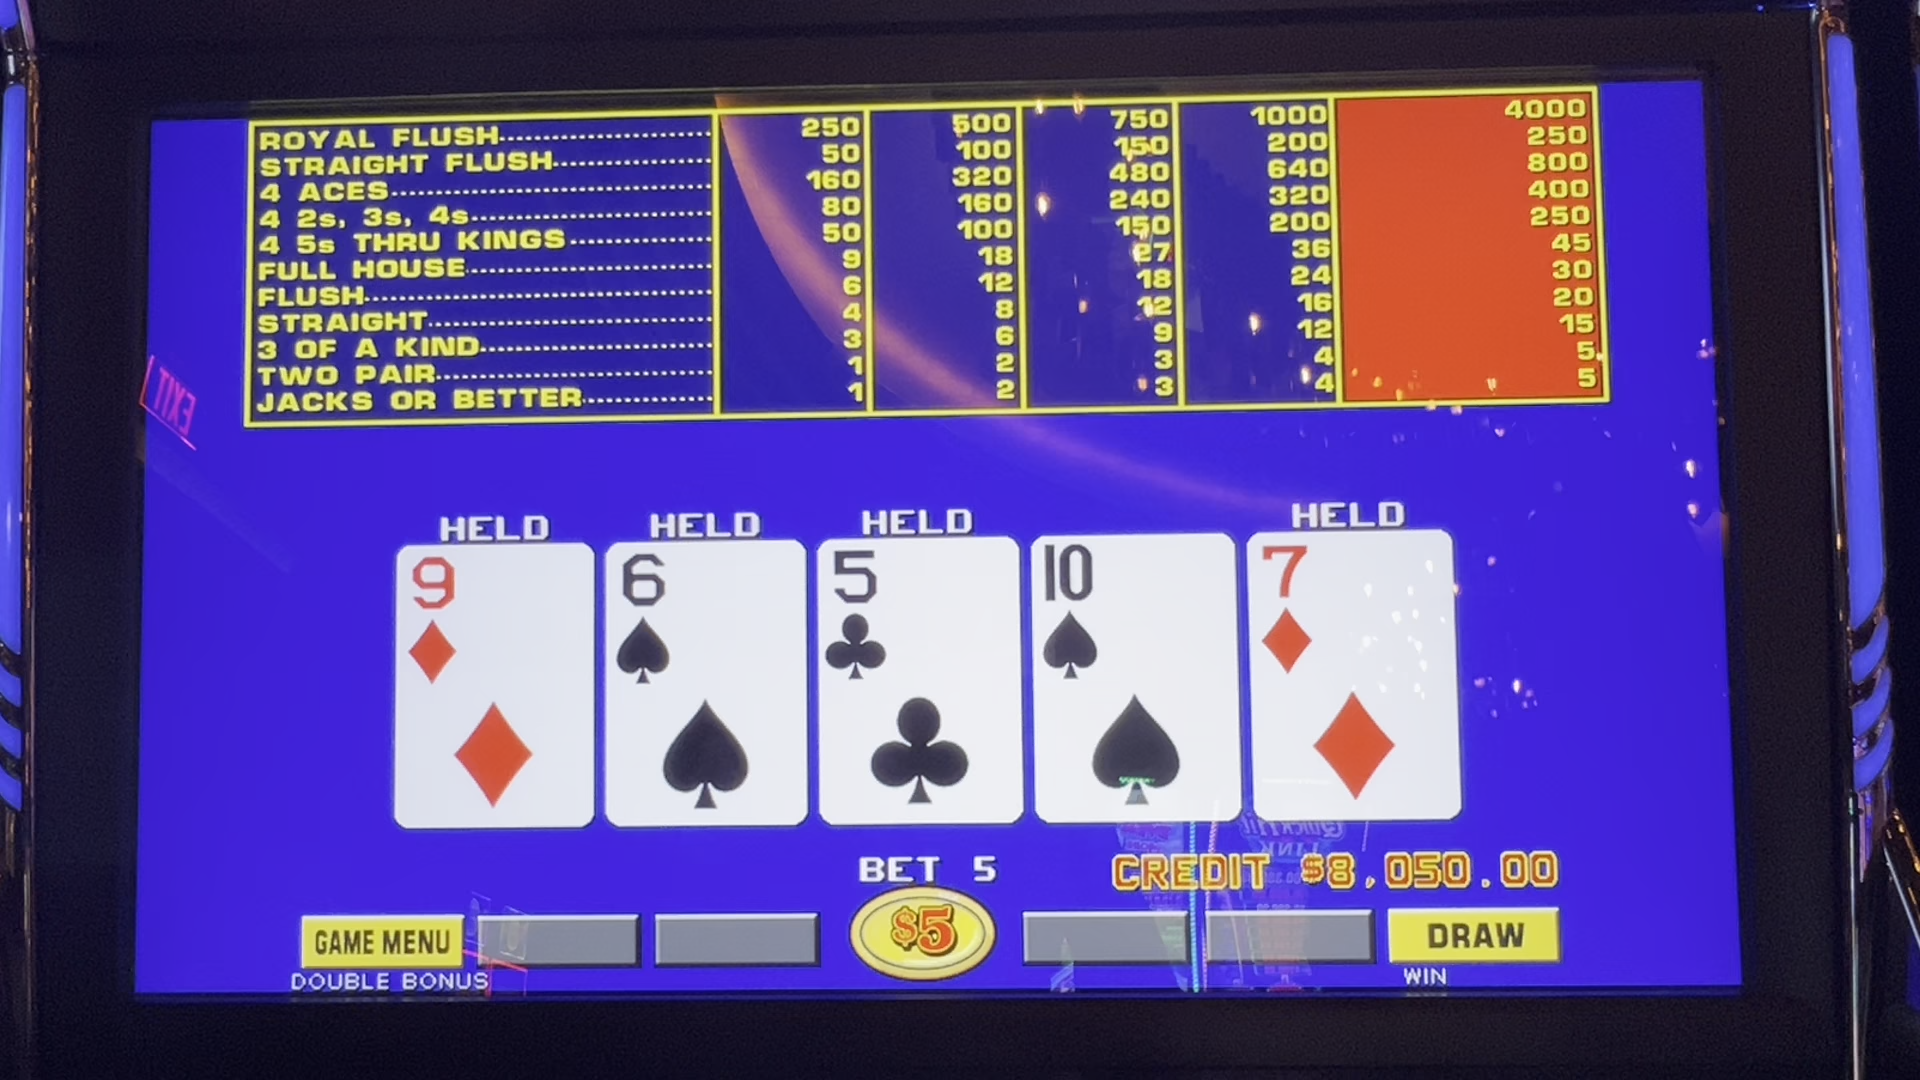 ROYAL FLUSH 250 500 750 1000 4000
STRAIGHT FLUSH 50 100 150 200 250
4 ACES 160 320 480 640 800
4 2s, 3s, 4s 80 160 240 320 400
4 5s THRU KINGS 50 100 150 200 250
FULL HOUSE 9 18 27 36 45
FLUSH 6 12 18 24 30
STRAIGHT 4 8 12 16 20
3 OF A KIND 3 6 9 12 15
TWO PAIR 1 2 3 4 5
JACKS OR BETTER 1 2 3 4 5
EXIT
HELD HELD HELD HELD
9 6 5 10 7
QUICK HIT
LINK
BET 5 CREDIT $8,050.00
GAME MENU $5 DRAW
DOUBLE BONUS WIN